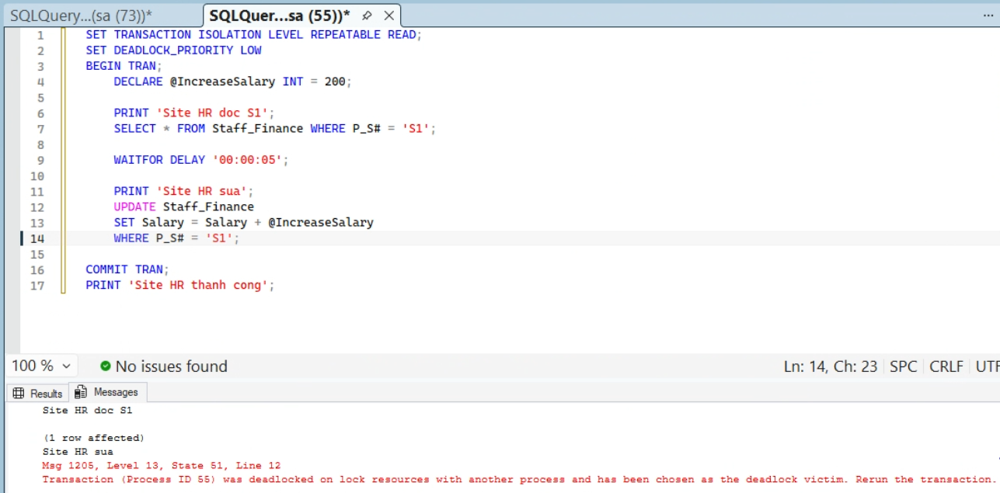 SQLQuery...(sa (73))*
SQLQuer...sa (55))*
1 SET TRANSACTION ISOLATION LEVEL REPEATABLE READ;
2 SET DEADLOCK_PRIORITY LOW
3 BEGIN TRAN;
4 DECLARE @IncreaseSalary INT = 200;
5
6 PRINT 'Site HR doc S1';
7 SELECT * FROM Staff_Finance WHERE P_S# = 'S1';
8
9 WAITFOR DELAY '00:00:05';
10
11 PRINT 'Site HR sua';
12 UPDATE Staff_Finance
13 SET Salary = Salary + @IncreaseSalary
14 WHERE P_S# = 'S1';
15
16 COMMIT TRAN;
17 PRINT 'Site HR thanh cong';
100 % No issues found Ln: 14, Ch: 23 SPC CRLF UTF
Results Messages
Site HR doc S1
(1 row affected)
Site HR sua
Msg 1205, Level 13, State 51, Line 12
Transaction (Process ID 55) was deadlocked on lock resources with another process and has been chosen as the deadlock victim. Rerun the transaction.